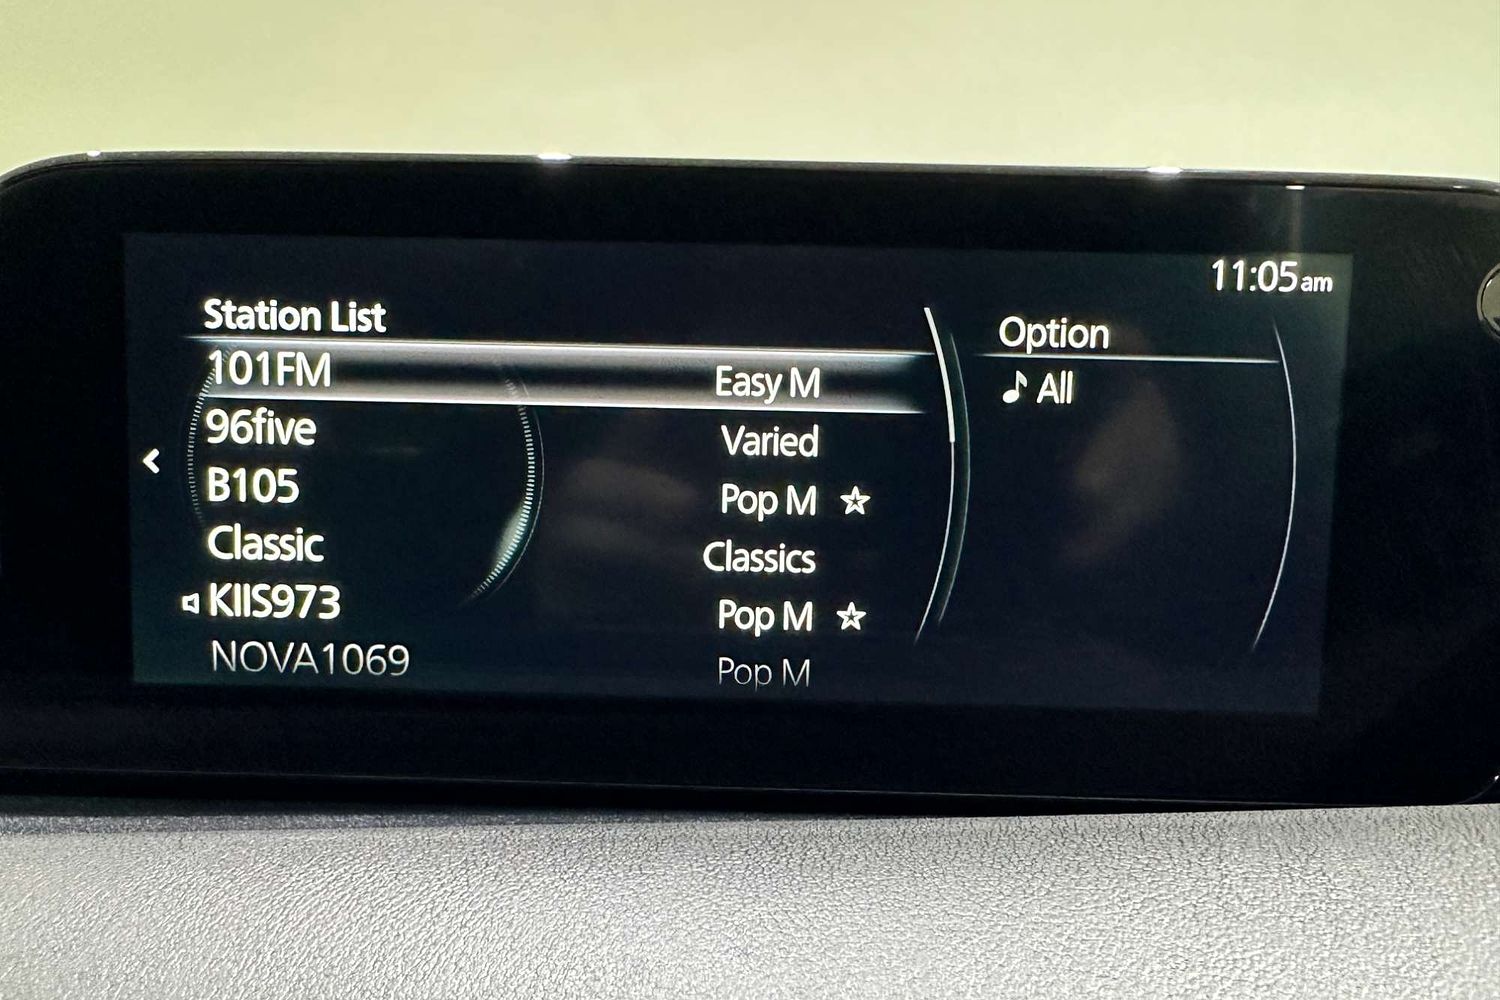 11:05am
Station List
Option
101FM Easy M
♪ All
96five Varied
B105 Pop M ☆
Classic Classics
KIIS973 Pop M ☆
NOVA1069 Pop M